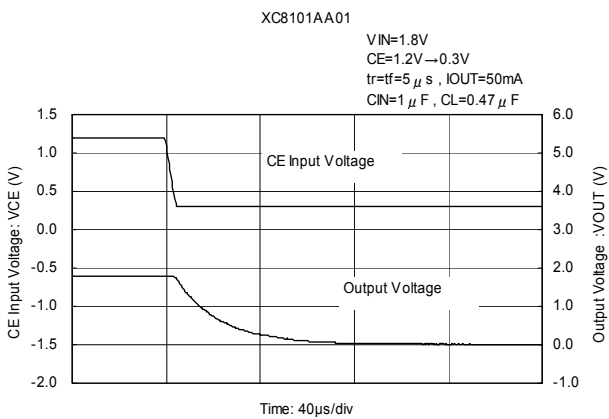 XC8101AA01
VIN=1.8V
CE=1.2V→0.3V
tr=tf=5μs , IOUT=50mA
CIN=1μF , CL=0.47μF
1.5
1.0
0.5
0.0
-0.5
-1.0
-1.5
-2.0
CE Input Voltage: VCE (V)
CE Input Voltage
Output Voltage
6.0
5.0
4.0
3.0
2.0
1.0
0.0
-1.0
Output Voltage :VOUT (V)
Time: 40μs/div